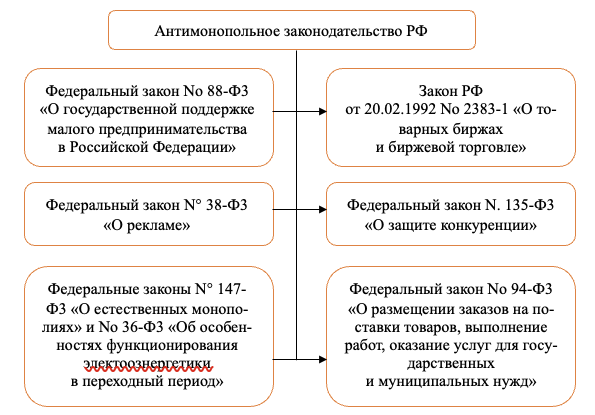 Антимонопольное законодательство РФ
Федеральный закон No 88-ФЗ
«О государственной поддержке
малого предпринимательства
в Российской Федерации»
Закон РФ
от 20.02.1992 No 2383-1 «О то-
варных биржах
и биржевой торговле»
Федеральный закон N° 38-ФЗ
«О рекламе»
Федеральный закон N. 135-ФЗ
«О защите конкуренции»
Федеральные законы N° 147-
ФЗ «О естественных монопо-
лиях» и No 36-ФЗ «Об особен-
ностях функционирования
электоознергетики
в переходный период»
Федеральный закон No 94-ФЗ
«О размещении заказов на по-
ставки товаров, выполнение
работ, оказание услуг для госу-
дарственных
и муниципальных нужд»